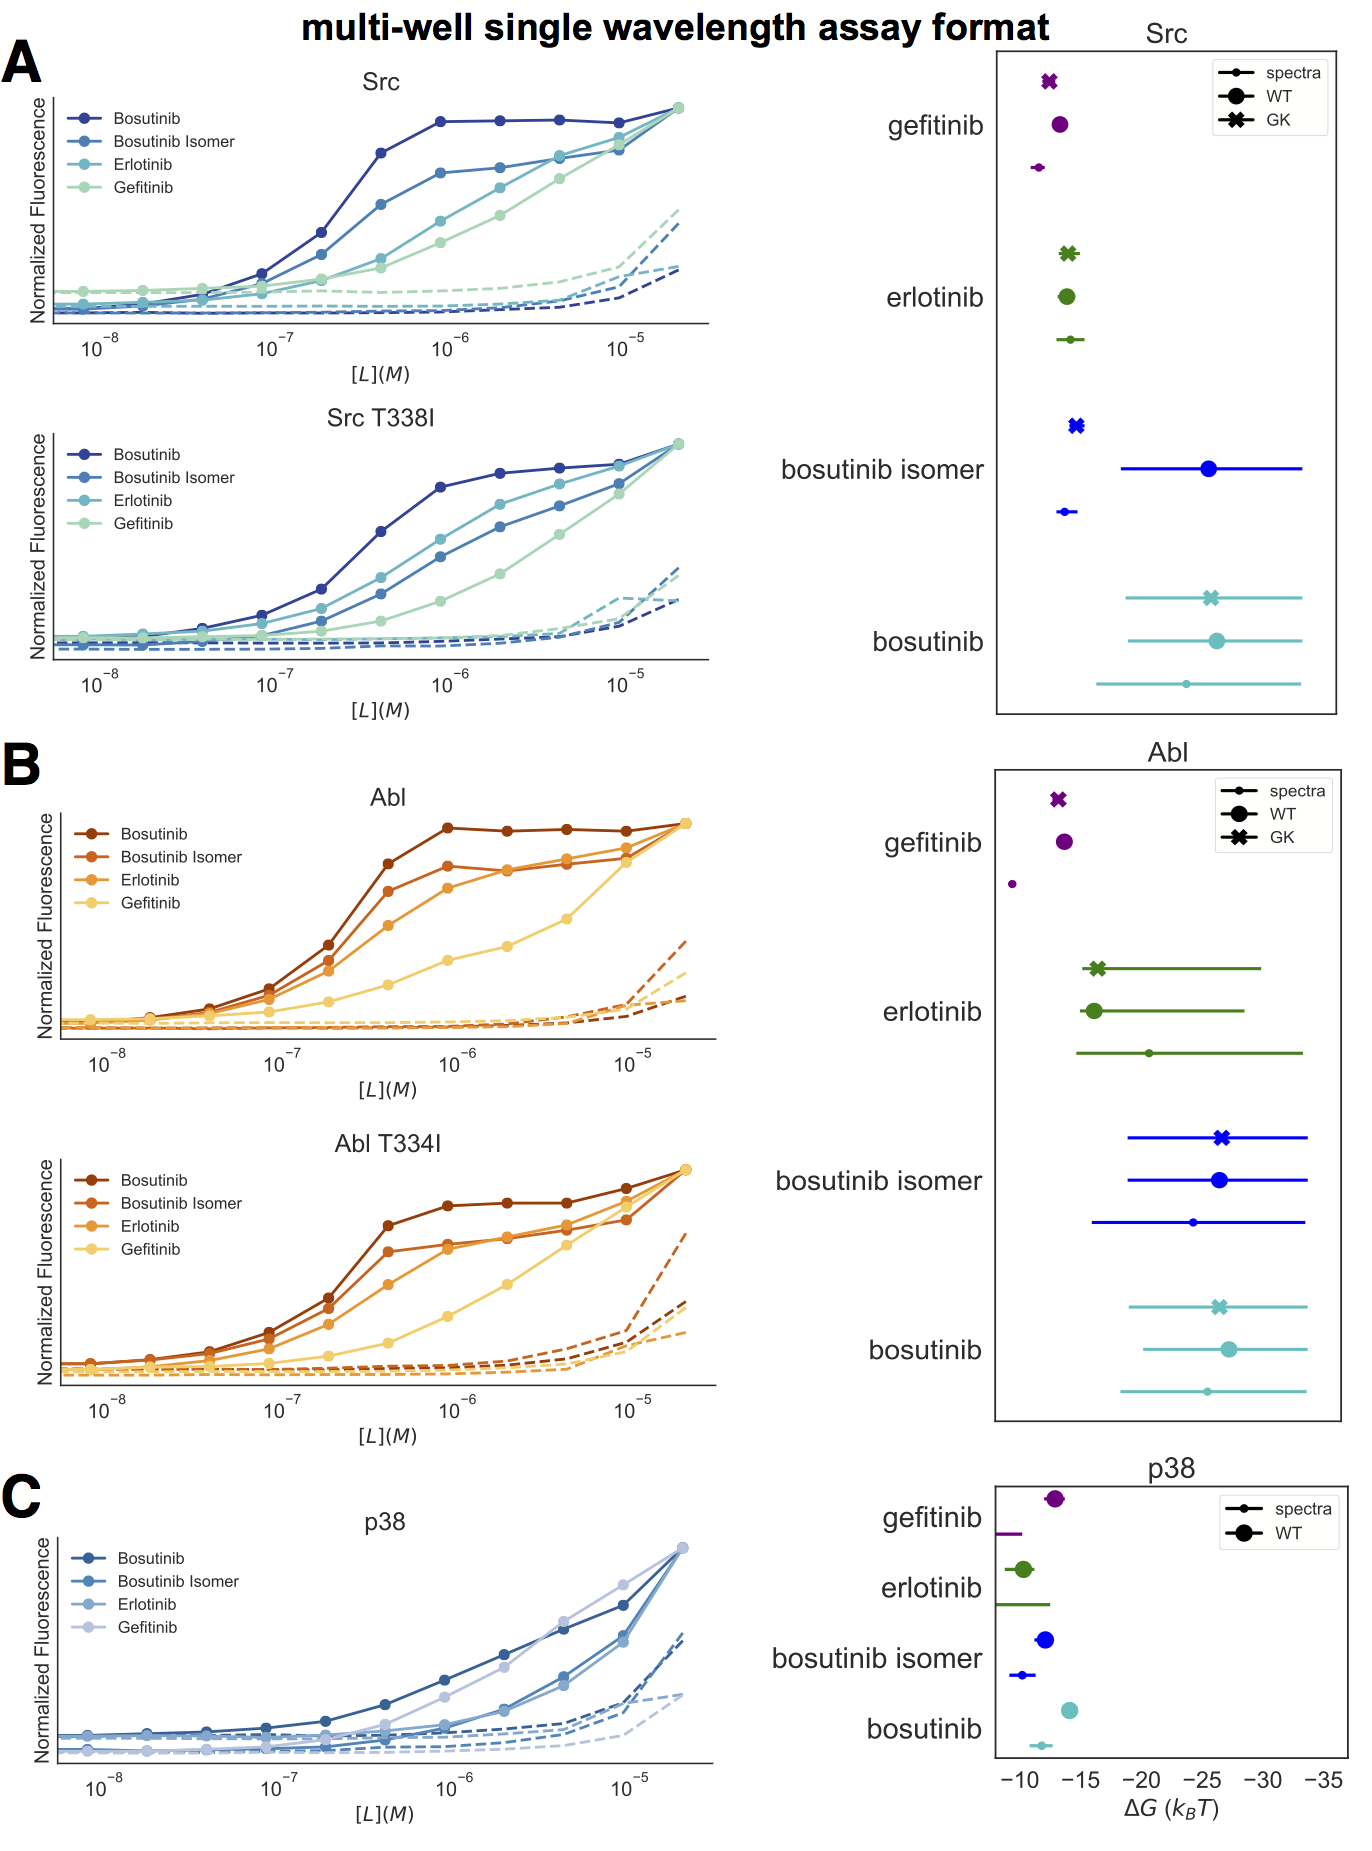 multi-well single wavelength assay format
A
Src
Normalized Fluorescence
Bosutinib
Bosutinib Isomer
Erlotinib
Gefitinib
10⁻⁸ 10⁻⁷ 10⁻⁶ 10⁻⁵
[L](M)
Src T338I
Normalized Fluorescence
Bosutinib
Bosutinib Isomer
Erlotinib
Gefitinib
10⁻⁸ 10⁻⁷ 10⁻⁶ 10⁻⁵
[L](M)
Src
spectra
WT
GK
gefitinib
erlotinib
bosutinib isomer
bosutinib
B
Abl
Normalized Fluorescence
Bosutinib
Bosutinib Isomer
Erlotinib
Gefitinib
10⁻⁸ 10⁻⁷ 10⁻⁶ 10⁻⁵
[L](M)
Abl T334I
Normalized Fluorescence
Bosutinib
Bosutinib Isomer
Erlotinib
Gefitinib
10⁻⁸ 10⁻⁷ 10⁻⁶ 10⁻⁵
[L](M)
Abl
spectra
WT
GK
gefitinib
erlotinib
bosutinib isomer
bosutinib
C
p38
Normalized Fluorescence
Bosutinib
Bosutinib Isomer
Erlotinib
Gefitinib
10⁻⁸ 10⁻⁷ 10⁻⁶ 10⁻⁵
[L](M)
p38
spectra
WT
gefitinib
erlotinib
bosutinib isomer
bosutinib
−10 −15 −20 −25 −30 −35
ΔG (k_BT)